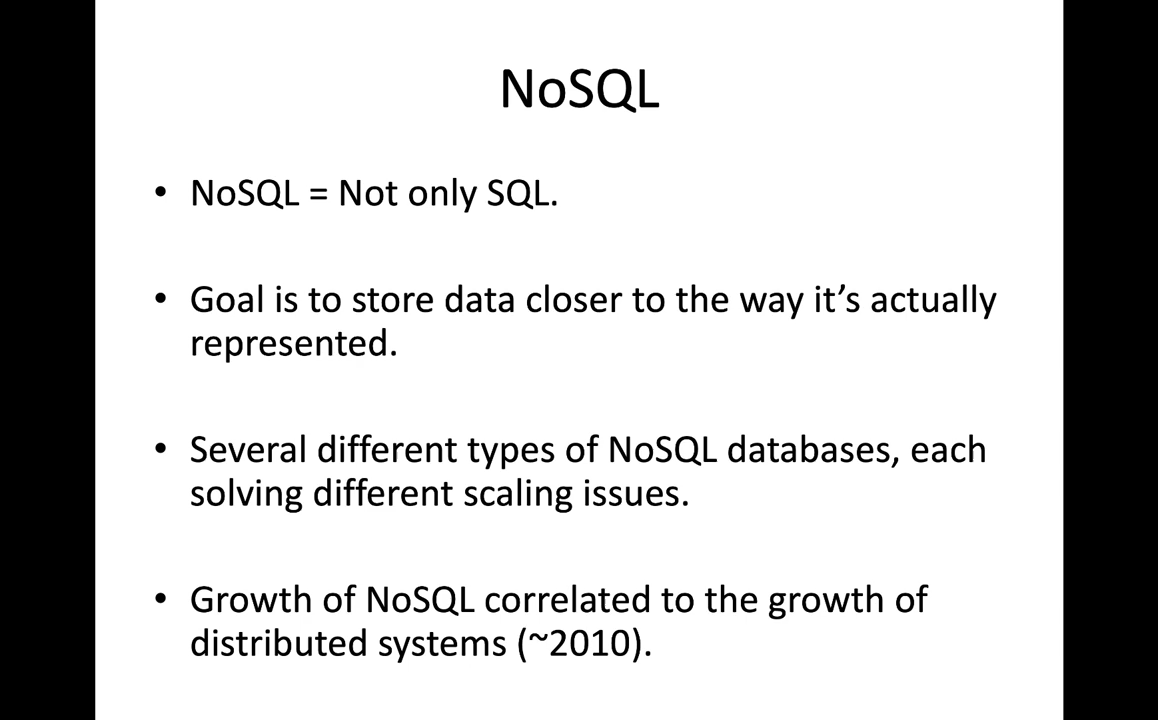 NoSQL
• NoSQL = Not only SQL.
• Goal is to store data closer to the way it’s actually
represented.
• Several different types of NoSQL databases, each
solving different scaling issues.
• Growth of NoSQL correlated to the growth of
distributed systems (~2010).